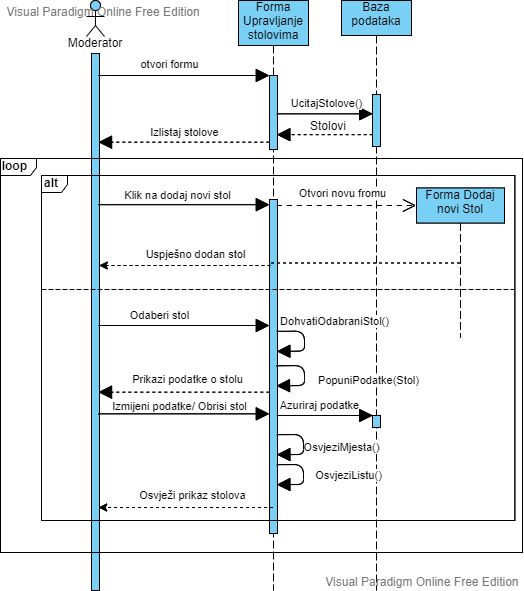 Visual Paradigm Online Free Edition
Moderator
Forma
Upravljanje
stolovima
Baza
podataka
otvori formu
UcitajStolove()
Stolovi
Izlistaj stolove
loop
alt
Klik na dodaj novi stol
Otvori novu fromu
Forma Dodaj
novi Stol
Uspješno dodan stol
Odaberi stol
DohvatiOdabraniStol()
PopuniPodatke(Stol)
Prikazi podatke o stolu
Izmijeni podatke/ Obrisi stol
Azuriraj podatke
OsvjeziMjesta()
OsvjeziListu()
Osvježi prikaz stolova
Visual Paradigm Online Free Edition